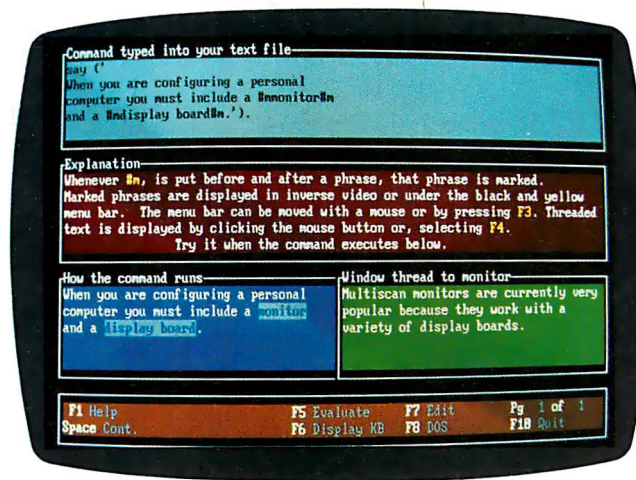 Command typed into your text file
say ('
When you are configuring a personal
computer you must include a #mmonitor#m
and a #mdisplay board#m.').
Explanation
Whenever #m, is put before and after a phrase, that phrase is marked.
Marked phrases are displayed in inverse video or under the black and yellow
menu bar. The menu bar can be moved with a mouse or by pressing F3. Threaded
text is displayed by clicking the mouse button or, selecting F4.
Try it when the command executes below.
How the command runs
When you are configuring a personal
computer you must include a monitor
and a display board.
Window thread to monitor
Multiscan monitors are currently very
popular because they work with a
variety of display boards.
F1 Help F5 Evaluate F7 Edit Pg 1 of 1
Space Cont. F6 Display KB F8 DOS F10 Quit